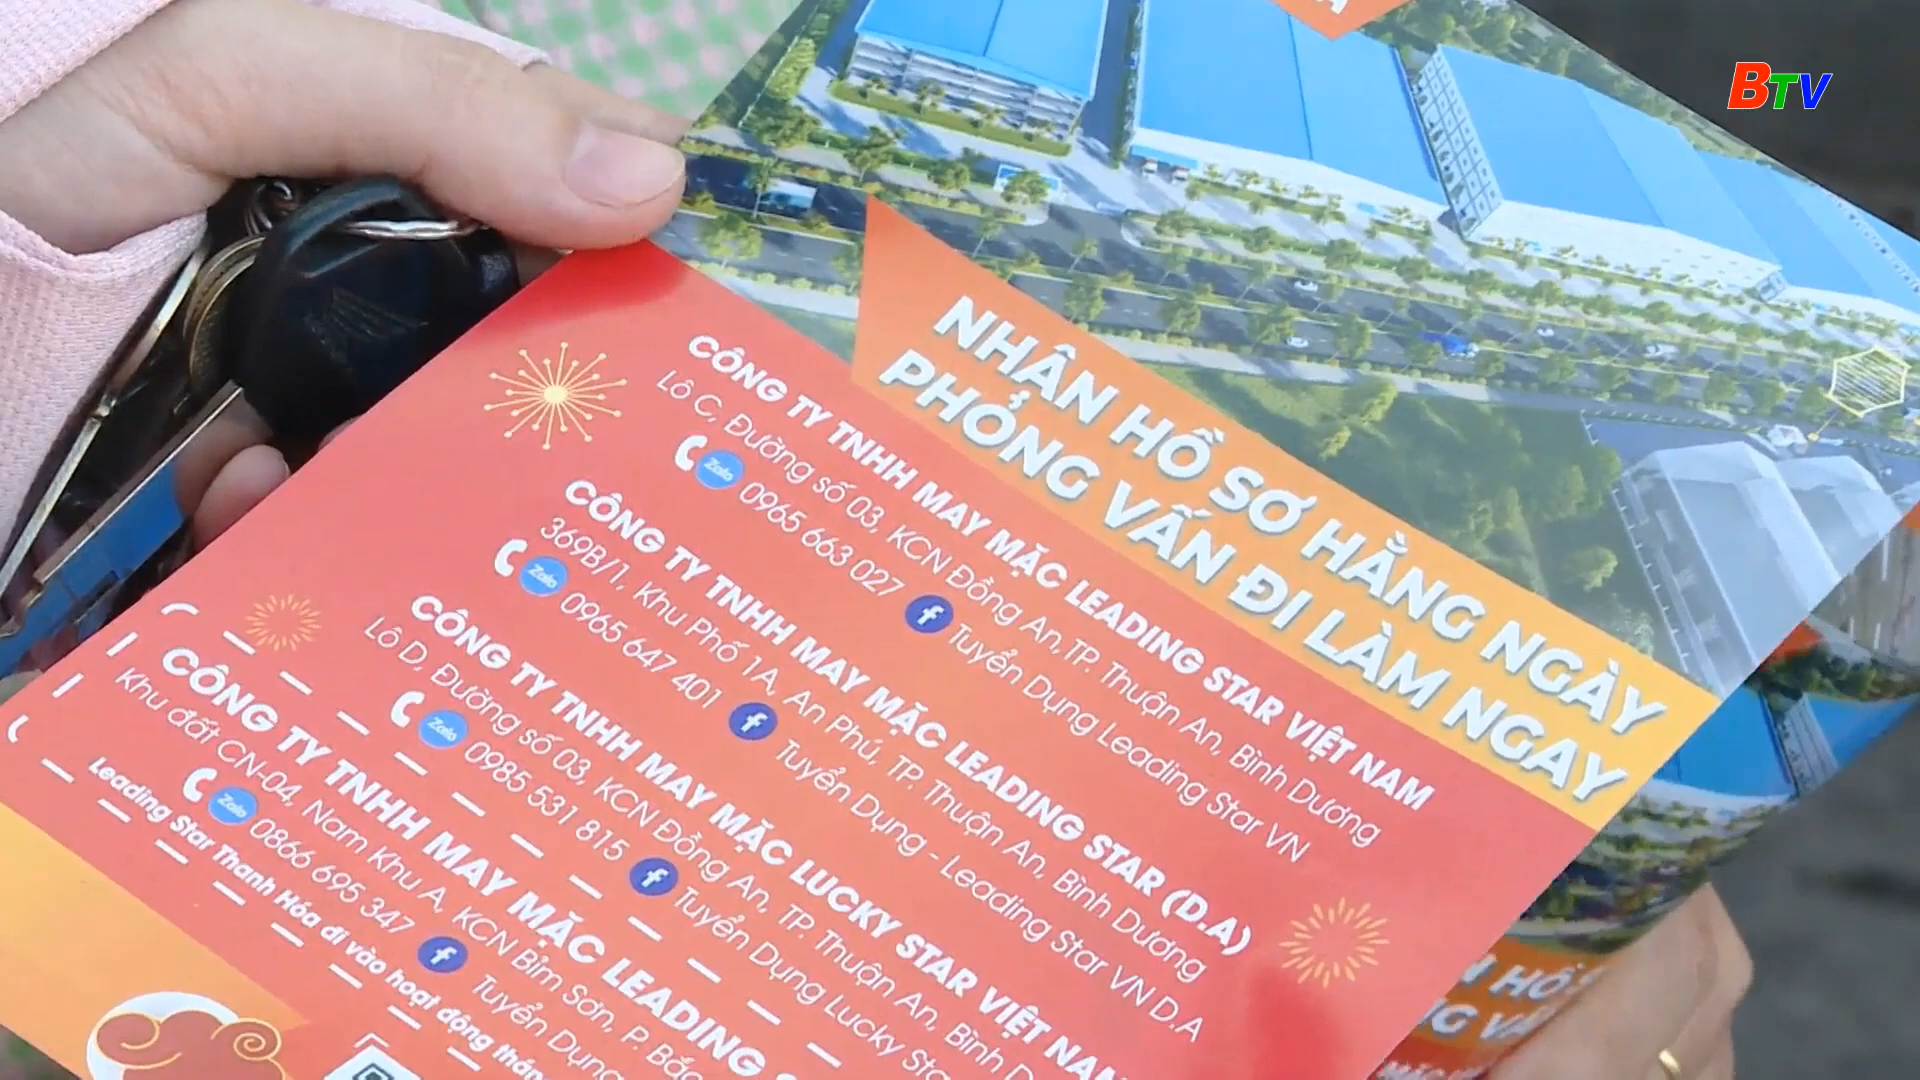 BTV
NHẬN HỒ SƠ HẰNG NGÀY
PHỎNG VẤN ĐI LÀM NGAY
CÔNG TY TNHH MAY MẶC LEADING STAR VIỆT NAM
Lô C, Đường số 03, KCN Đồng An, TP. Thuận An, Bình Dương
Zalo 0965 663 027 f Tuyển Dụng Leading Star VN
CÔNG TY TNHH MAY MẶC LEADING STAR (D.A)
369B/1, Khu Phố 1A, An Phú, TP. Thuận An, Bình Dương
Zalo 0965 647 401 f Tuyển Dụng - Leading Star VN D.A
CÔNG TY TNHH MAY MẶC LUCKY STAR VIỆT NAM
Lô D, Đường số 03, KCN Đồng An, TP. Thuận An, Bình
Zalo 0985 531 815 f Tuyển Dụng Lucky
CÔNG TY TNHH MAY MẶC LEADING
Khu đất CN-04, Nam Khu A, KCN Bỉm Sơn, P.
Zalo 0866 695 347 f Tuyển Dụng
Leading Star Thanh Hóa đi vào hoạt động